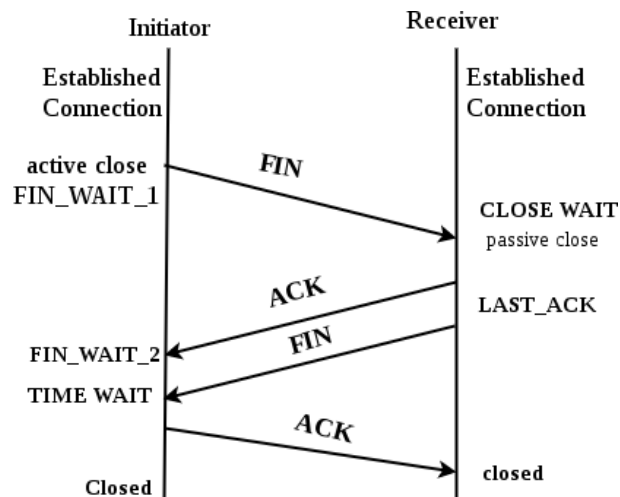 Initiator
Receiver
Established
Connection
Established
Connection
active close
FIN_WAIT_1
FIN
CLOSE WAIT
passive close
ACK
LAST_ACK
FIN
FIN_WAIT_2
TIME WAIT
ACK
closed
Closed